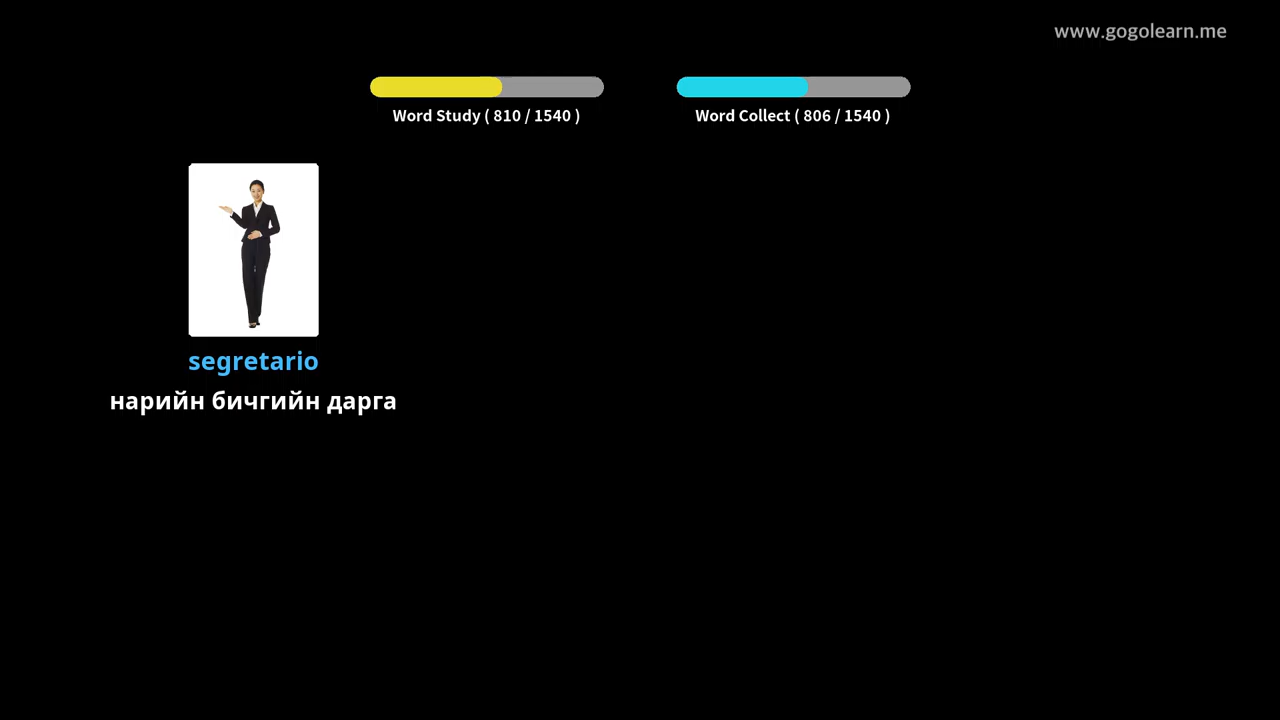 www.gogolearn.me
Word Study ( 810 / 1540 )
Word Collect ( 806 / 1540 )
segretario
нарийн бичгийн дарга